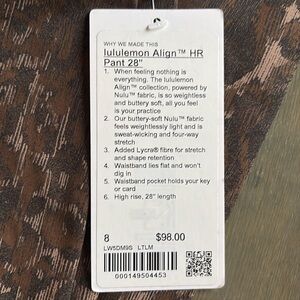 WHY WE MADE THIS
lululemon Align™ HR
Pant 28"
1. When feeling nothing is
everything. The lululemon
Align™ collection, powered by
Nulu™ fabric, is so weightless
and buttery soft, all you feel
is your practice
2. Our buttery-soft Nulu™ fabric
feels weightlessly light and is
sweat-wicking and four-way
stretch
3. Added Lycra® fibre for stretch
and shape retention
4. Waistband lies flat and won't
dig in
5. Waistband pocket holds your key
or card
6. High rise, 28" length
8 $98.00
LW5DM9S LTLM
000149504453